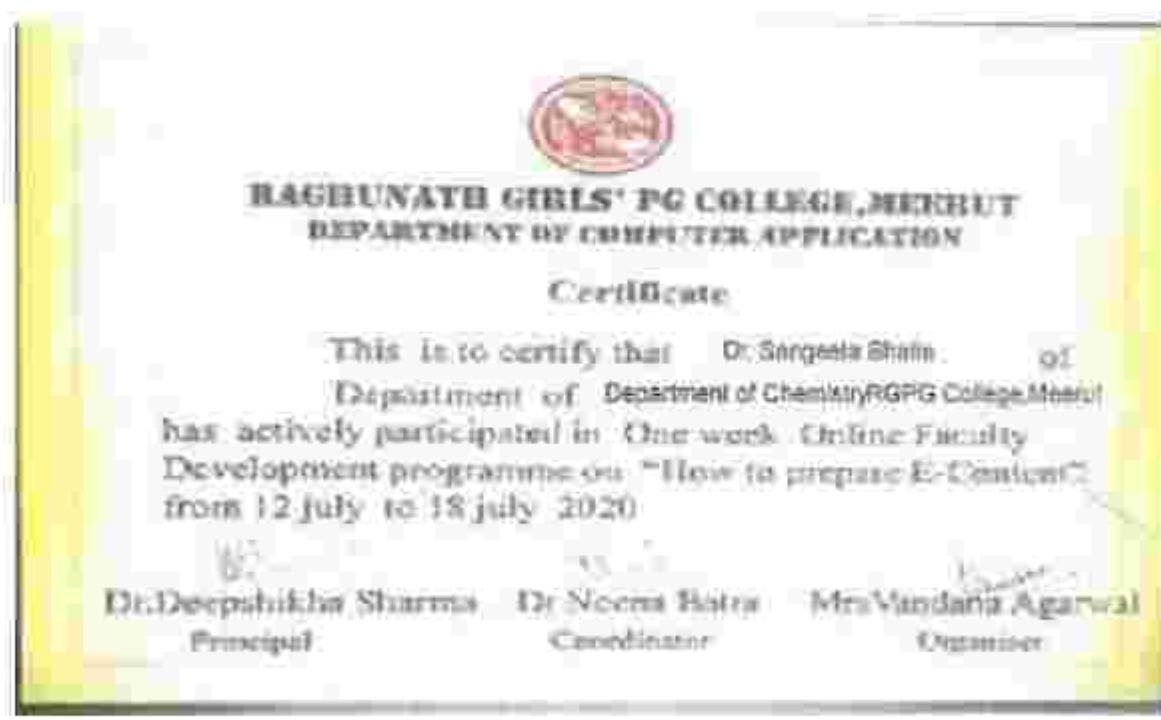 RAGHUNATH GIRLS' PG COLLEGE,MEERUT
DEPARTMENT OF COMPUTER APPLICATION
Certificate
This is to certify that Dr. Sangeeta Bhatia of
Department of Department of ChemistryRGPG College,Meerut
has actively participated in One week Online Faculty
Development programme on "How to prepare E-Content"
from 12 july to 18 july 2020
Dr.Deepshikha Sharma Dr Neena Batra Mrs Vandana Agarwal
Principal Coordinator Organiser